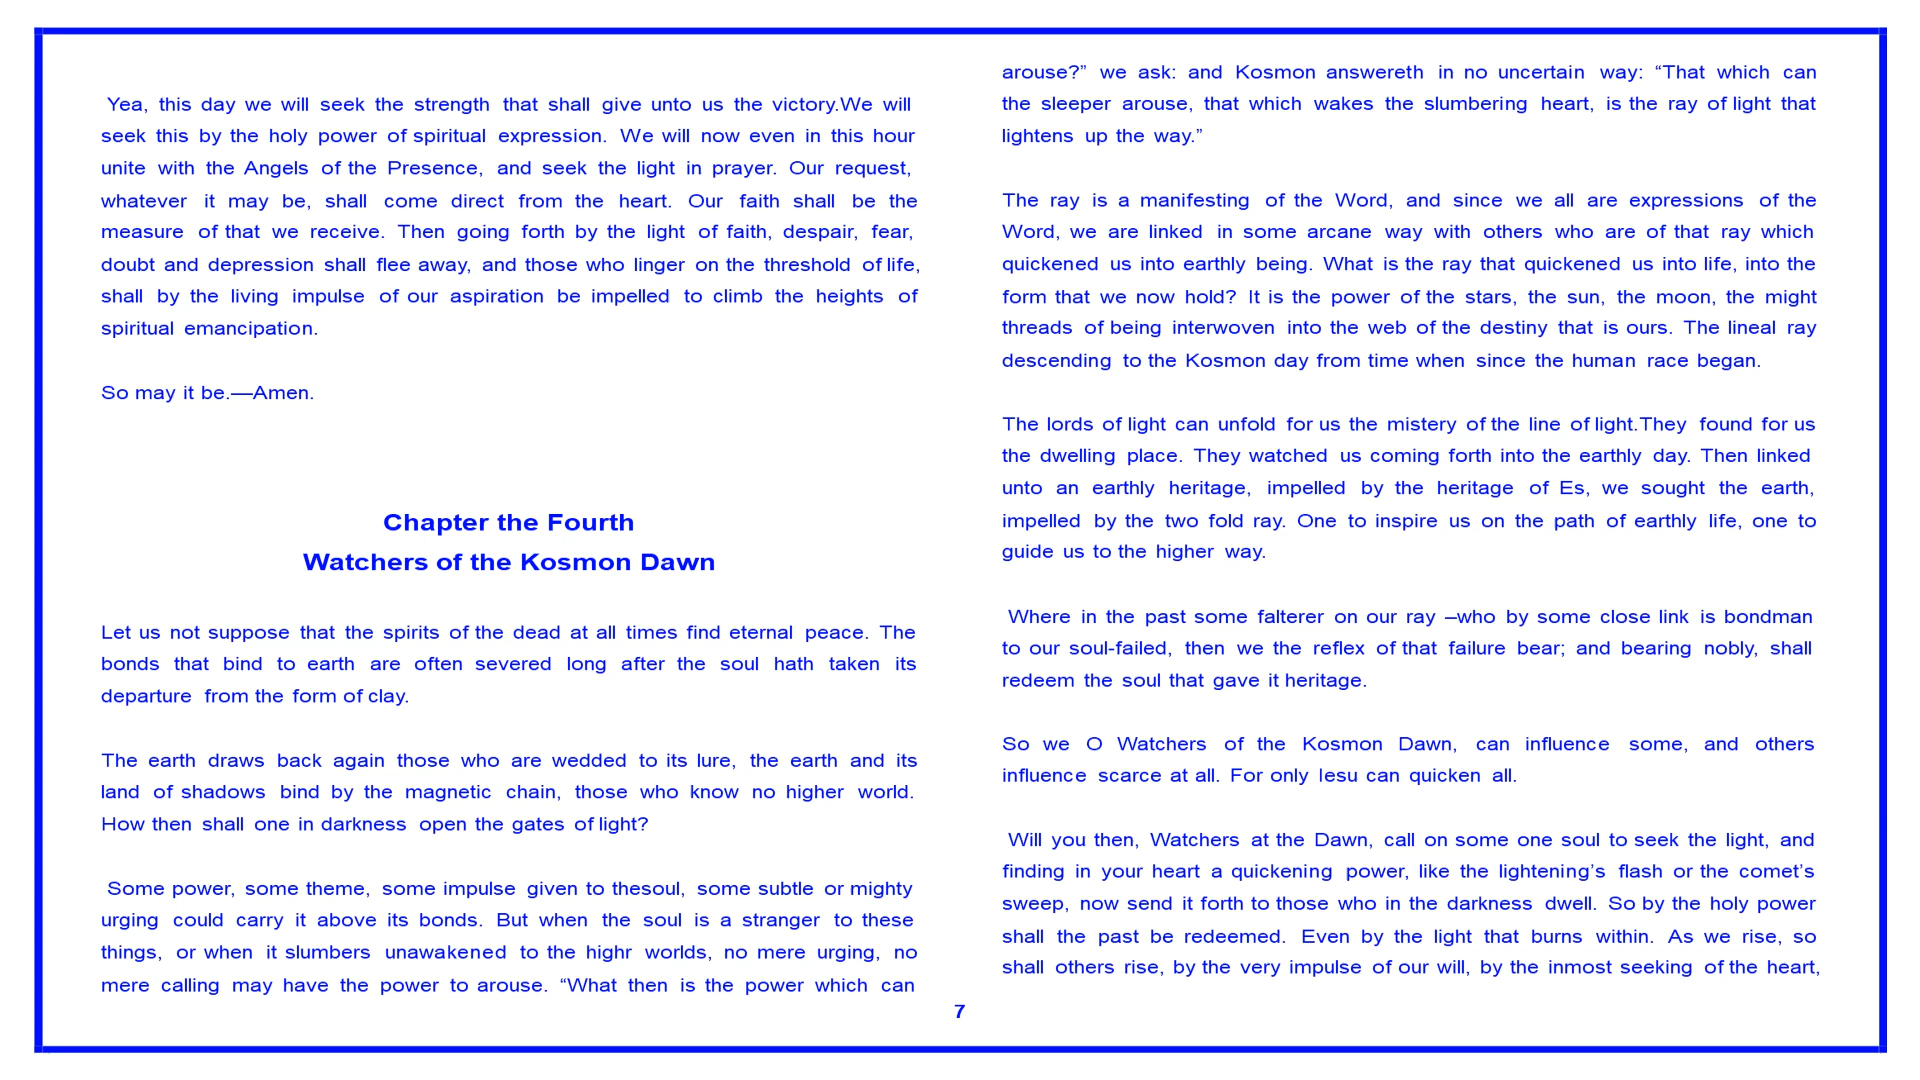 Yea, this day we will seek the strength that shall give unto us the victory.We will
seek this by the holy power of spiritual expression. We will now even in this hour
unite with the Angels of the Presence, and seek the light in prayer. Our request,
whatever it may be, shall come direct from the heart. Our faith shall be the
measure of that we receive. Then going forth by the light of faith, despair, fear,
doubt and depression shall flee away, and those who linger on the threshold of life,
shall by the living impulse of our aspiration be impelled to climb the heights of
spiritual emancipation.
So may it be.—Amen.
Chapter the Fourth
Watchers of the Kosmon Dawn
Let us not suppose that the spirits of the dead at all times find eternal peace. The
bonds that bind to earth are often severed long after the soul hath taken its
departure from the form of clay.
The earth draws back again those who are wedded to its lure, the earth and its
land of shadows bind by the magnetic chain, those who know no higher world.
How then shall one in darkness open the gates of light?
Some power, some theme, some impulse given to thesoul, some subtle or mighty
urging could carry it above its bonds. But when the soul is a stranger to these
things, or when it slumbers unawakened to the highr worlds, no mere urging, no
mere calling may have the power to arouse. “What then is the power which can
arouse?” we ask: and Kosmon answereth in no uncertain way: “That which can
the sleeper arouse, that which wakes the slumbering heart, is the ray of light that
lightens up the way.”
The ray is a manifesting of the Word, and since we all are expressions of the
Word, we are linked in some arcane way with others who are of that ray which
quickened us into earthly being. What is the ray that quickened us into life, into the
form that we now hold? It is the power of the stars, the sun, the moon, the might
threads of being interwoven into the web of the destiny that is ours. The lineal ray
descending to the Kosmon day from time when since the human race began.
The lords of light can unfold for us the mistery of the line of light.They found for us
the dwelling place. They watched us coming forth into the earthly day. Then linked
unto an earthly heritage, impelled by the heritage of Es, we sought the earth,
impelled by the two fold ray. One to inspire us on the path of earthly life, one to
guide us to the higher way.
Where in the past some falterer on our ray –who by some close link is bondman
to our soul-failed, then we the reflex of that failure bear; and bearing nobly, shall
redeem the soul that gave it heritage.
So we O Watchers of the Kosmon Dawn, can influence some, and others
influence scarce at all. For only Iesu can quicken all.
Will you then, Watchers at the Dawn, call on some one soul to seek the light, and
finding in your heart a quickening power, like the lightening’s flash or the comet’s
sweep, now send it forth to those who in the darkness dwell. So by the holy power
shall the past be redeemed. Even by the light that burns within. As we rise, so
shall others rise, by the very impulse of our will, by the inmost seeking of the heart,
7